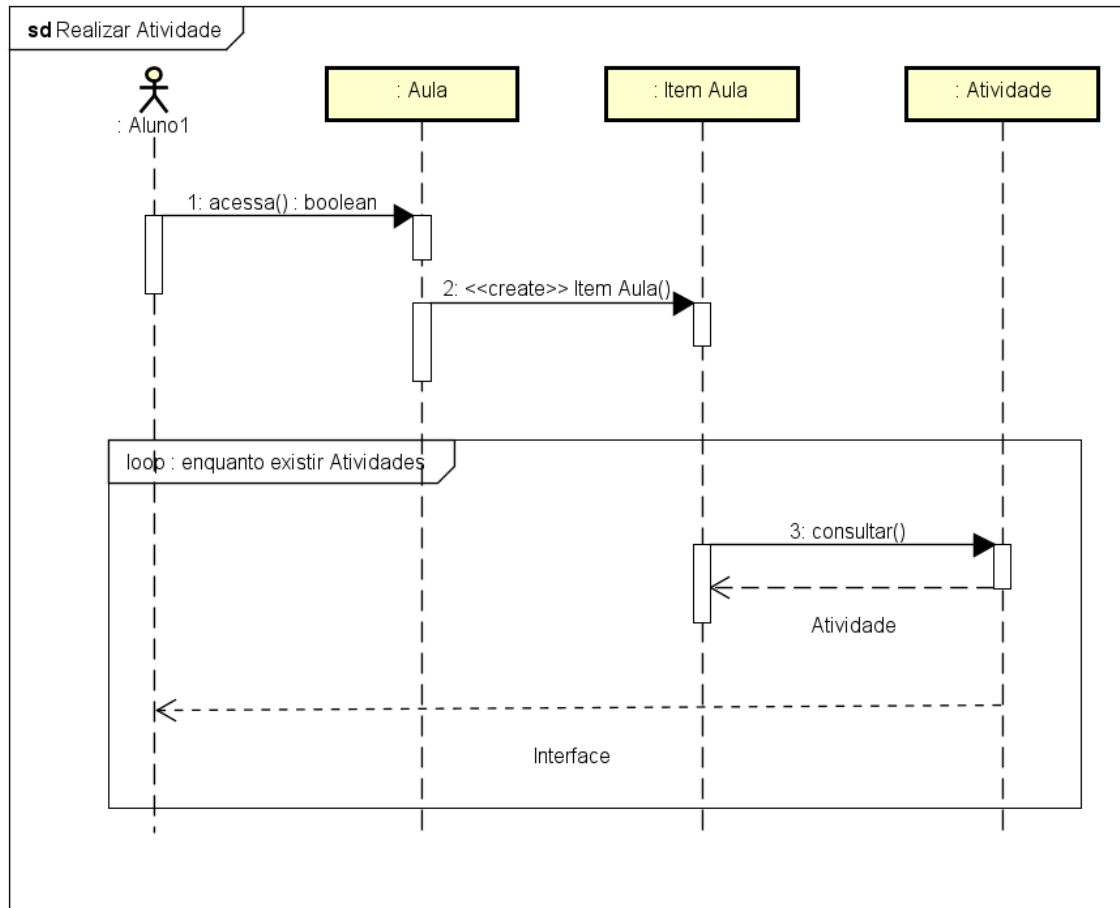 sd Realizar Atividade
: Aluno1
: Aula
: Item Aula
: Atividade
1: acessa() : boolean
2: <<create>> Item Aula()
loop : enquanto existir Atividades
3: consultar()
Atividade
Interface